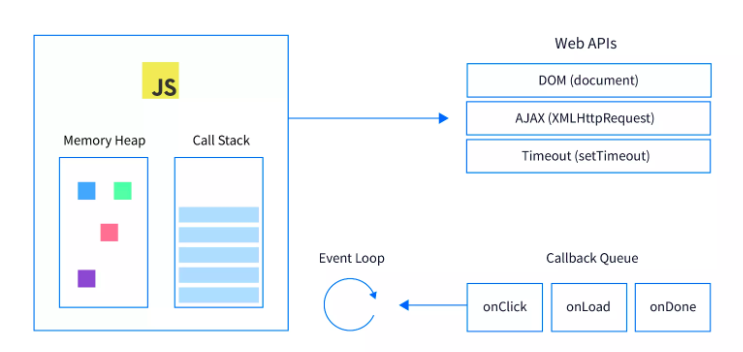 JS
Memory Heap
Call Stack
Web APIs
DOM (document)
AJAX (XMLHttpRequest)
Timeout (setTimeout)
Event Loop
Callback Queue
onClick
onLoad
onDone